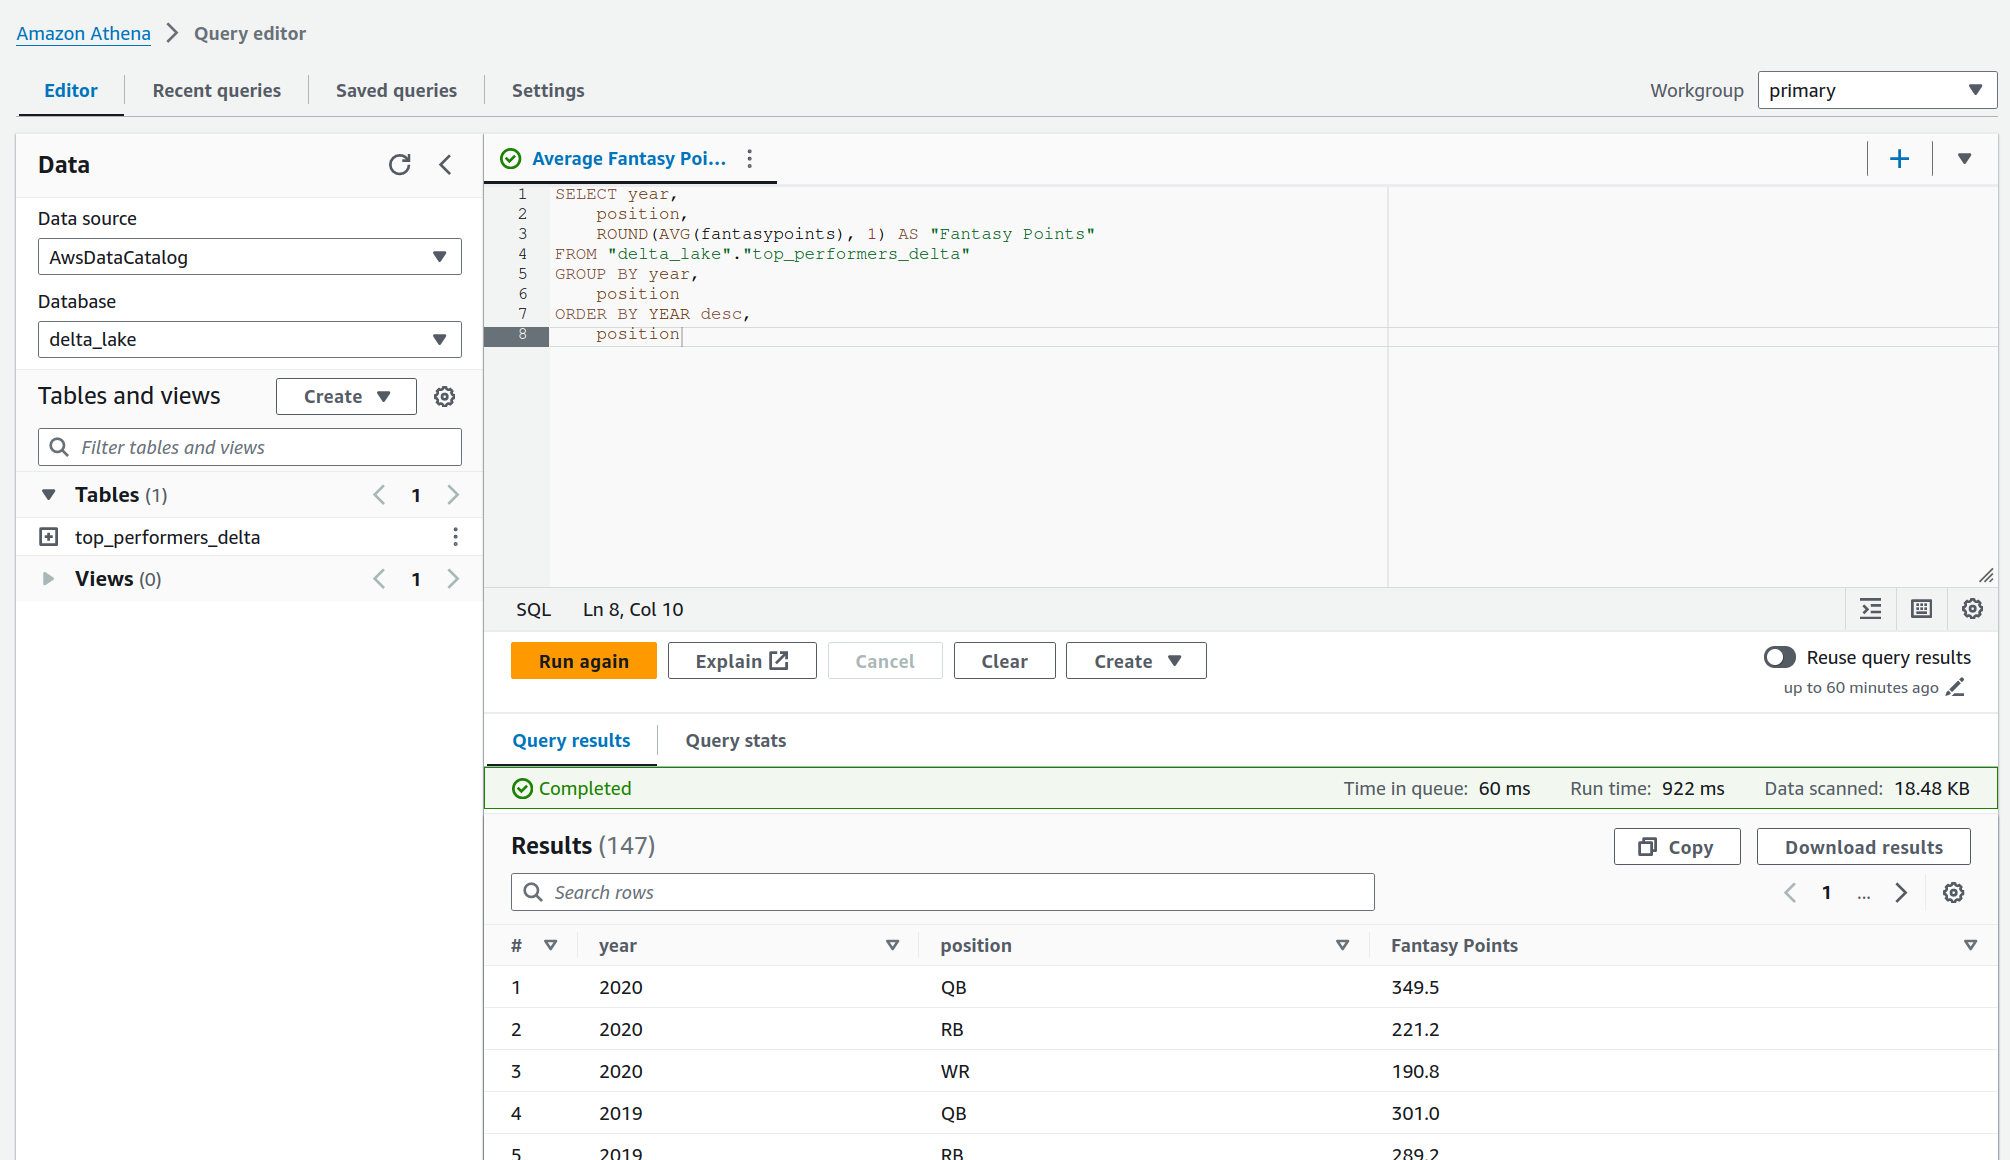 Amazon Athena > Query editor
Editor Recent queries Saved queries Settings Workgroup primary
Data
Data source
AwsDataCatalog
Database
delta_lake
Tables and views Create
Filter tables and views
Tables (1) 1
top_performers_delta
Views (0) 1
Average Fantasy Poi...
1 SELECT year,
2 position,
3 ROUND(AVG(fantasypoints), 1) AS "Fantasy Points"
4 FROM "delta_lake"."top_performers_delta"
5 GROUP BY year,
6 position
7 ORDER BY YEAR desc,
8 position
SQL Ln 8, Col 10
Run again Explain Cancel Clear Create Reuse query results
up to 60 minutes ago
Query results Query stats
Completed Time in queue: 60 ms Run time: 922 ms Data scanned: 18.48 KB
Results (147) Copy Download results
Search rows 1 ...
# year position Fantasy Points
1 2020 QB 349.5
2 2020 RB 221.2
3 2020 WR 190.8
4 2019 QB 301.0
5 2019 RB 289.2